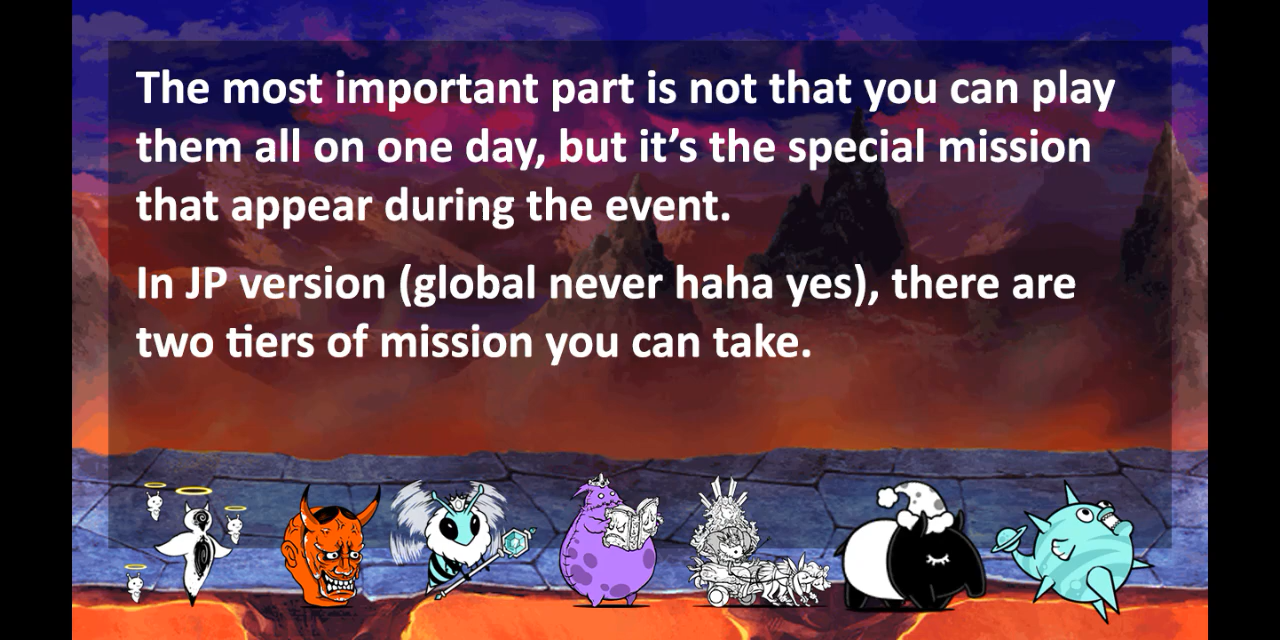 The most important part is not that you can play
them all on one day, but it’s the special mission
that appear during the event.
In JP version (global never haha yes), there are
two tiers of mission you can take.